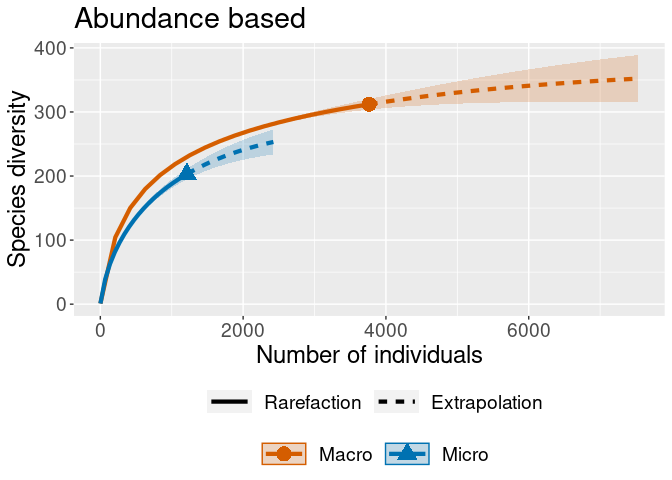 Abundance based
Species diversity
400
300
200
100
0
0 2000 4000 6000
Number of individuals
Rarefaction Extrapolation
Macro Micro